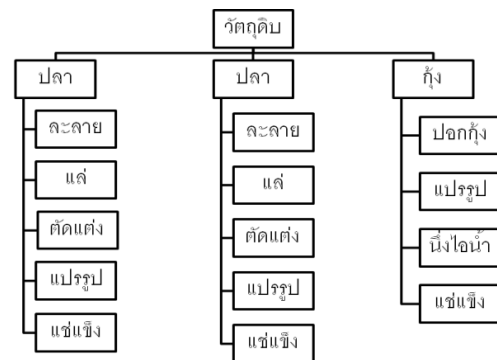 วัตถุดิบ
ปลา
ละลาย
แล่
ตัดแต่ง
แปรรูป
แช่แข็ง
ปลา
ละลาย
แล่
ตัดแต่ง
แปรรูป
แช่แข็ง
กุ้ง
ปอกกุ้ง
แปรรูป
นึ่งไอน้ำ
แช่แข็ง